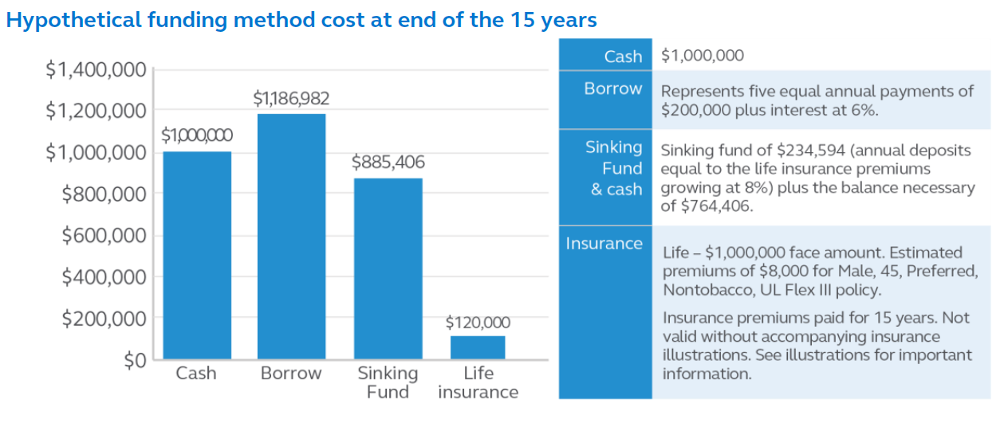 Hypothetical funding method cost at end of the 15 years
$1,400,000
$1,200,000
$1,000,000
$800,000
$600,000
$400,000
$200,000
$0
$1,000,000
$1,186,982
$885,406
$120,000
Cash
Borrow
Sinking
Fund
Life
insurance
Cash $1,000,000
Borrow Represents five equal annual payments of
$200,000 plus interest at 6%.
Sinking Sinking fund of $234,594 (annual deposits
Fund equal to the life insurance premiums
& cash growing at 8%) plus the balance necessary
of $764,406.
Insurance Life – $1,000,000 face amount. Estimated
premiums of $8,000 for Male, 45, Preferred,
Nontobacco, UL Flex III policy.
Insurance premiums paid for 15 years. Not
valid without accompanying insurance
illustrations. See illustrations for important
information.